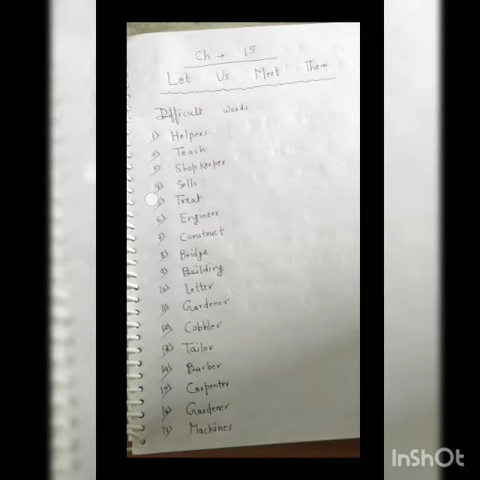 Ch → 15
Let Us Meet Them
Difficult words
1) Helpers
2) Teach
3) Shopkeeper
4) Sells
5) Treat
6) Engineer
7) Construct
8) Bridge
9) Building
10) Letter
11) Gardener
12) Cobbler
13) Tailor
14) Barber
15) Carpenter
16) Gardener
17) Machines
InShOt